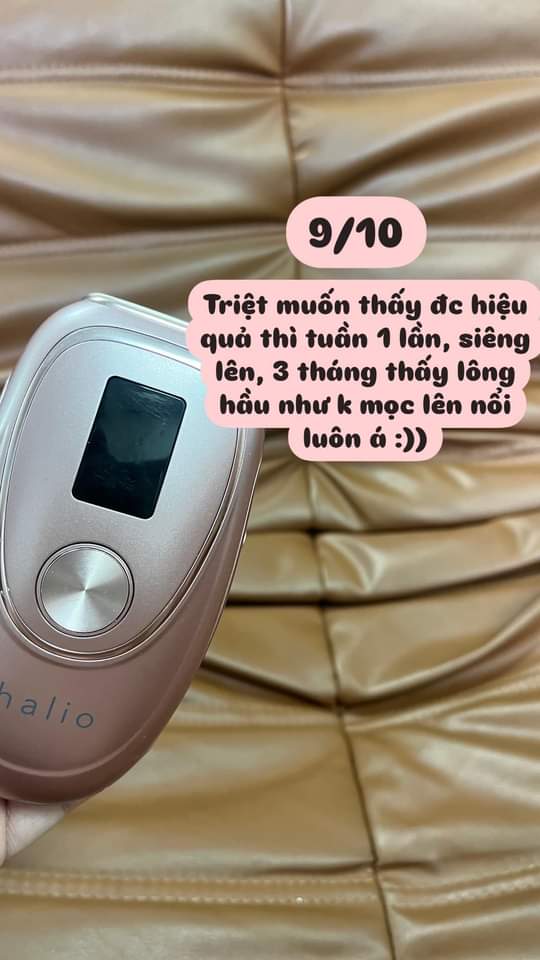 9/10
Triệt muốn thấy đc hiệu
quả thì tuần 1 lần, siêng
lên, 3 tháng thấy lông
hầu như k mọc lên nổi
luôn á :))
halio